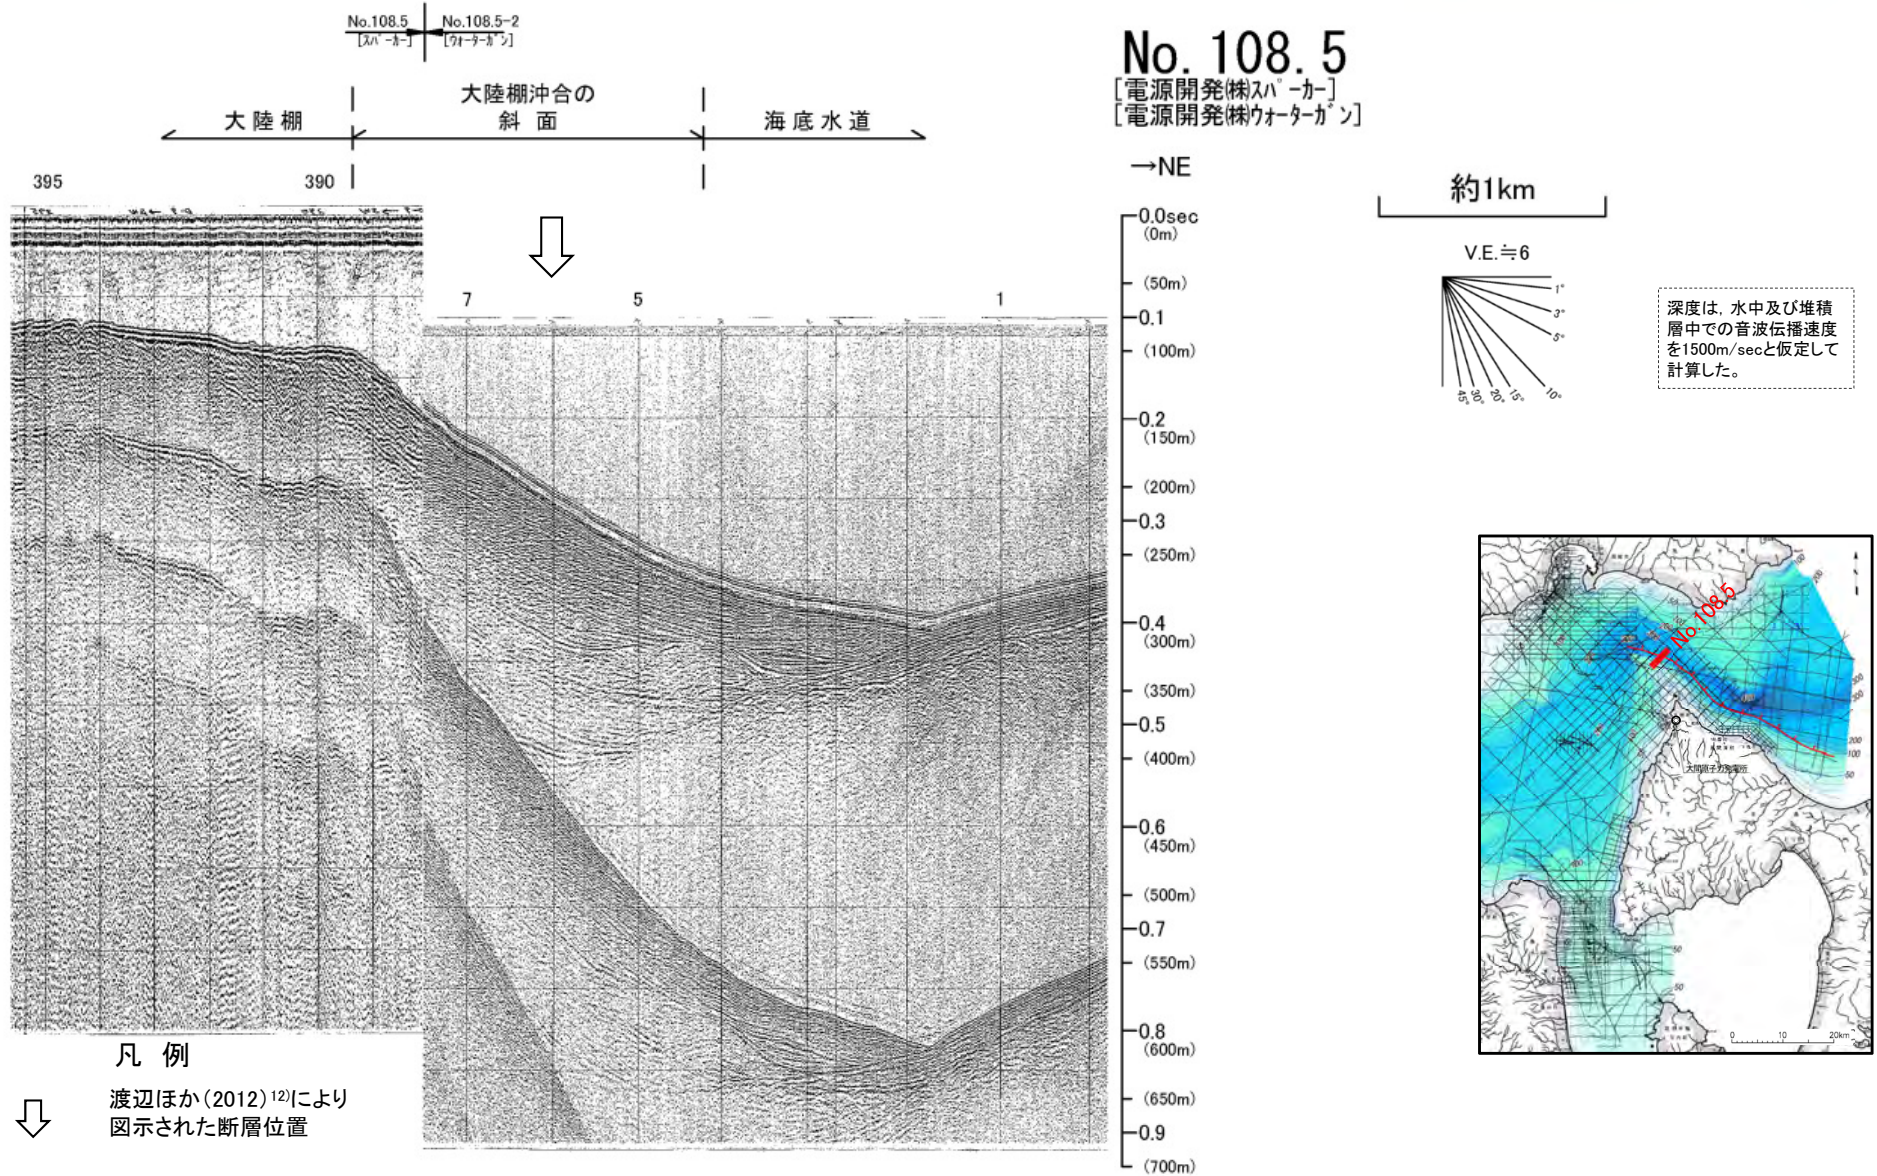 No.108.5
[スパーカー]
No.108.5-2
[ウォーターガン]
大陸棚
大陸棚沖合の
斜 面
海底水道
No.108.5
[電源開発㈱スパーカー]
[電源開発㈱ウォーターガン]
→NE
395
390
7
5
1
0.0sec
(0m)
(50m)
0.1
(100m)
0.2
(150m)
(200m)
0.3
(250m)
0.4
(300m)
(350m)
0.5
(400m)
0.6
(450m)
(500m)
0.7
(550m)
0.8
(600m)
(650m)
0.9
(700m)
約1km
V.E.≒6
1°
3°
5°
10°
15°
20°
30°
45°
深度は, 水中及び堆積
層中での音波伝播速度
を1500m/secと仮定して
計算した。
No.108.5
大間原子力発電所
200
100
50
50
50
0 10 20km
凡 例
渡辺ほか(2012)12)により
図示された断層位置